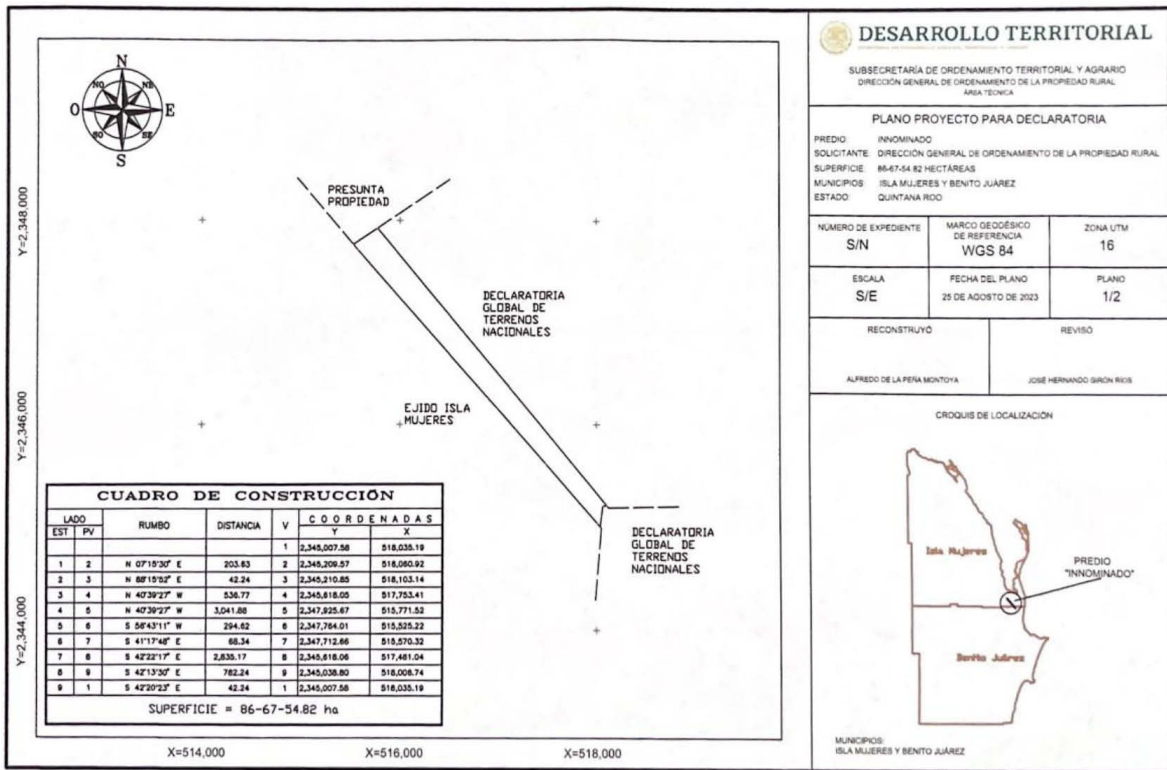 N
NO NE
O E
SO SE
S
PRESUNTA
PROPIEDAD
Y=2,348,000
DECLARATORIA
GLOBAL DE
TERRENOS
NACIONALES
Y=2,346,000
EJIDO ISLA
MUJERES
DECLARATORIA
GLOBAL DE
TERRENOS
NACIONALES
Y=2,344,000
CUADRO DE CONSTRUCCIÓN
LADO RUMBO DISTANCIA V COORDENADAS
EST PV Y X
1 2,345,007.58 518,035.19
1 2 N 07°15'30" E 203.63 2 2,345,209.57 518,060.92
2 3 N 88°15'52" E 42.24 3 2,345,210.85 518,103.14
3 4 N 40°39'27" W 536.77 4 2,345,618.05 517,753.41
4 5 N 40°39'27" W 3,041.88 5 2,347,925.67 515,771.52
5 6 S 56°43'11" W 294.62 6 2,347,764.01 515,525.22
6 7 S 41°17'48" E 68.34 7 2,347,712.66 515,570.32
7 8 S 42°22'17" E 2,835.17 8 2,345,618.06 517,481.04
8 9 S 42°13'30" E 782.24 9 2,345,038.80 518,006.74
9 1 S 42°20'23" E 42.24 1 2,345,007.58 518,035.19
SUPERFICIE = 86-67-54.82 ha
X=514,000 X=516,000 X=518,000
DESARROLLO TERRITORIAL
SUBSECRETARÍA DE ORDENAMIENTO TERRITORIAL Y AGRARIO
DIRECCIÓN GENERAL DE ORDENAMIENTO DE LA PROPIEDAD RURAL
ÁREA TÉCNICA
PLANO PROYECTO PARA DECLARATORIA
PREDIO: INNOMINADO
SOLICITANTE: DIRECCIÓN GENERAL DE ORDENAMIENTO DE LA PROPIEDAD RURAL
SUPERFICIE: 86-67-54.82 HECTÁREAS
MUNICIPIOS: ISLA MUJERES Y BENITO JUÁREZ
ESTADO: QUINTANA ROO
NÚMERO DE EXPEDIENTE
S/N
MARCO GEODÉSICO
DE REFERENCIA
WGS 84
ZONA UTM
16
ESCALA
S/E
FECHA DEL PLANO
25 DE AGOSTO DE 2023
PLANO
1/2
RECONSTRUYÓ
ALFREDO DE LA PEÑA MONTOYA
REVISÓ
JOSÉ HERNANDO GIRÓN RÍOS
CROQUIS DE LOCALIZACIÓN
Isla Mujeres
PREDIO
"INNOMINADO"
Benito Juárez
MUNICIPIOS:
ISLA MUJERES Y BENITO JUÁREZ